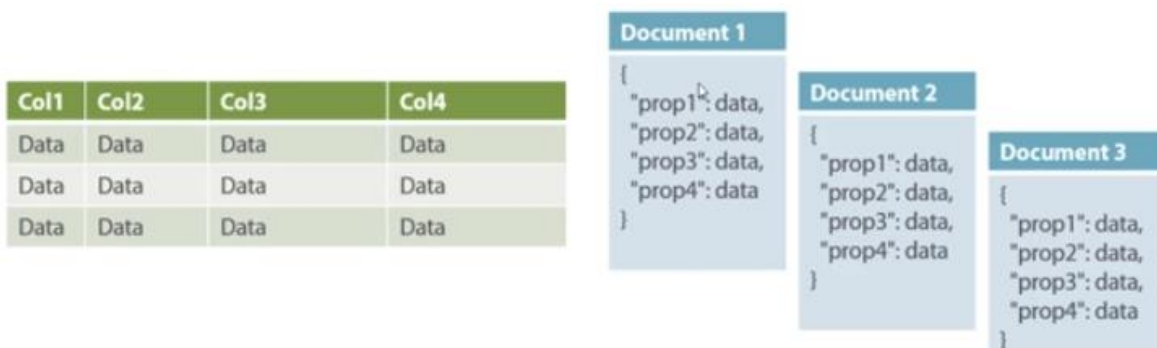 Col1 Col2 Col3 Col4
Data Data Data Data
Data Data Data Data
Data Data Data Data
Document 1
{
"prop1": data,
"prop2": data,
"prop3": data,
"prop4": data
}
Document 2
{
"prop1": data,
"prop2": data,
"prop3": data,
"prop4": data
}
Document 3
{
"prop1": data,
"prop2": data,
"prop3": data,
"prop4": data
}